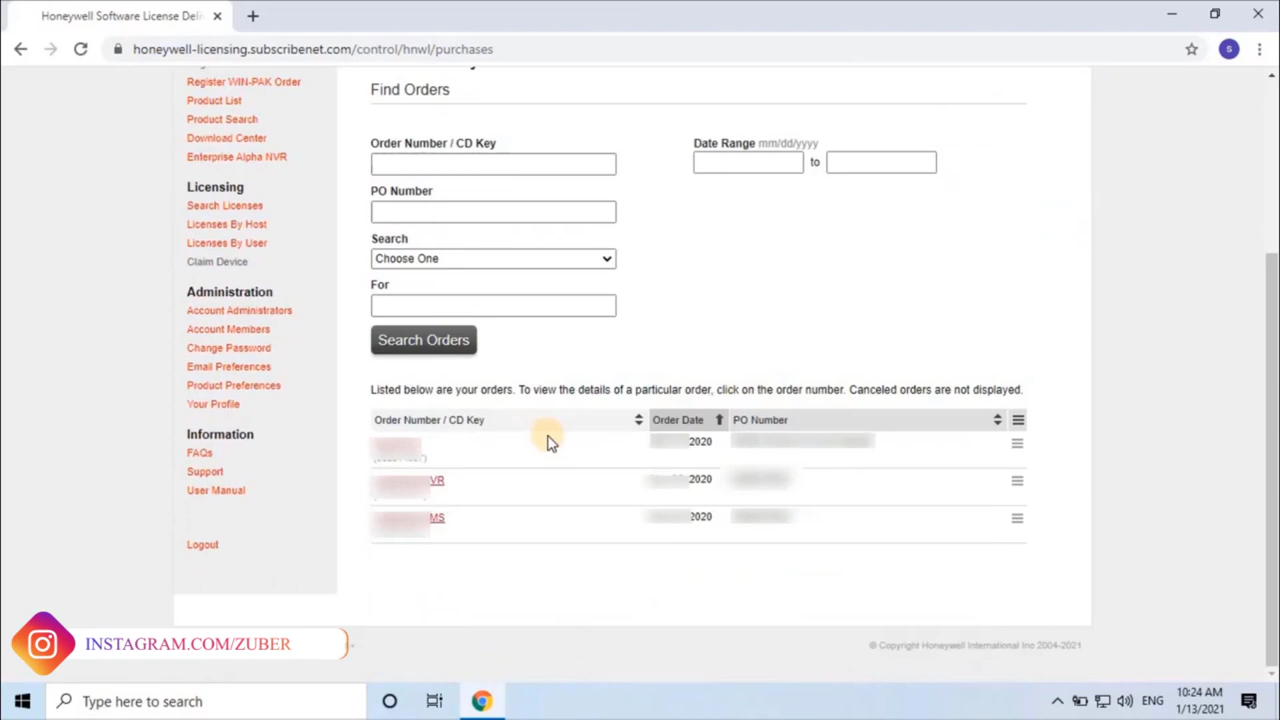 Honeywell Software License Deli
honeywell-licensing.subscribenet.com/control/hnwl/purchases
S
Register WIN-PAK Order
Product List
Product Search
Download Center
Enterprise Alpha NVR
Licensing
Search Licenses
Licenses By Host
Licenses By User
Claim Device
Administration
Account Administrators
Account Members
Change Password
Email Preferences
Product Preferences
Your Profile
Information
FAQs
Support
User Manual
Logout
Find Orders
Order Number / CD Key
Date Range mm/dd/yyyy
to
PO Number
Search
Choose One
For
Search Orders
Listed below are your orders. To view the details of a particular order, click on the order number. Canceled orders are not displayed.
Order Number / CD Key Order Date PO Number
2020
VR 2020
MS 2020
© Copyright Honeywell International Inc 2004-2021
INSTAGRAM.COM/ZUBER
Type here to search
ENG
10:24 AM
1/13/2021